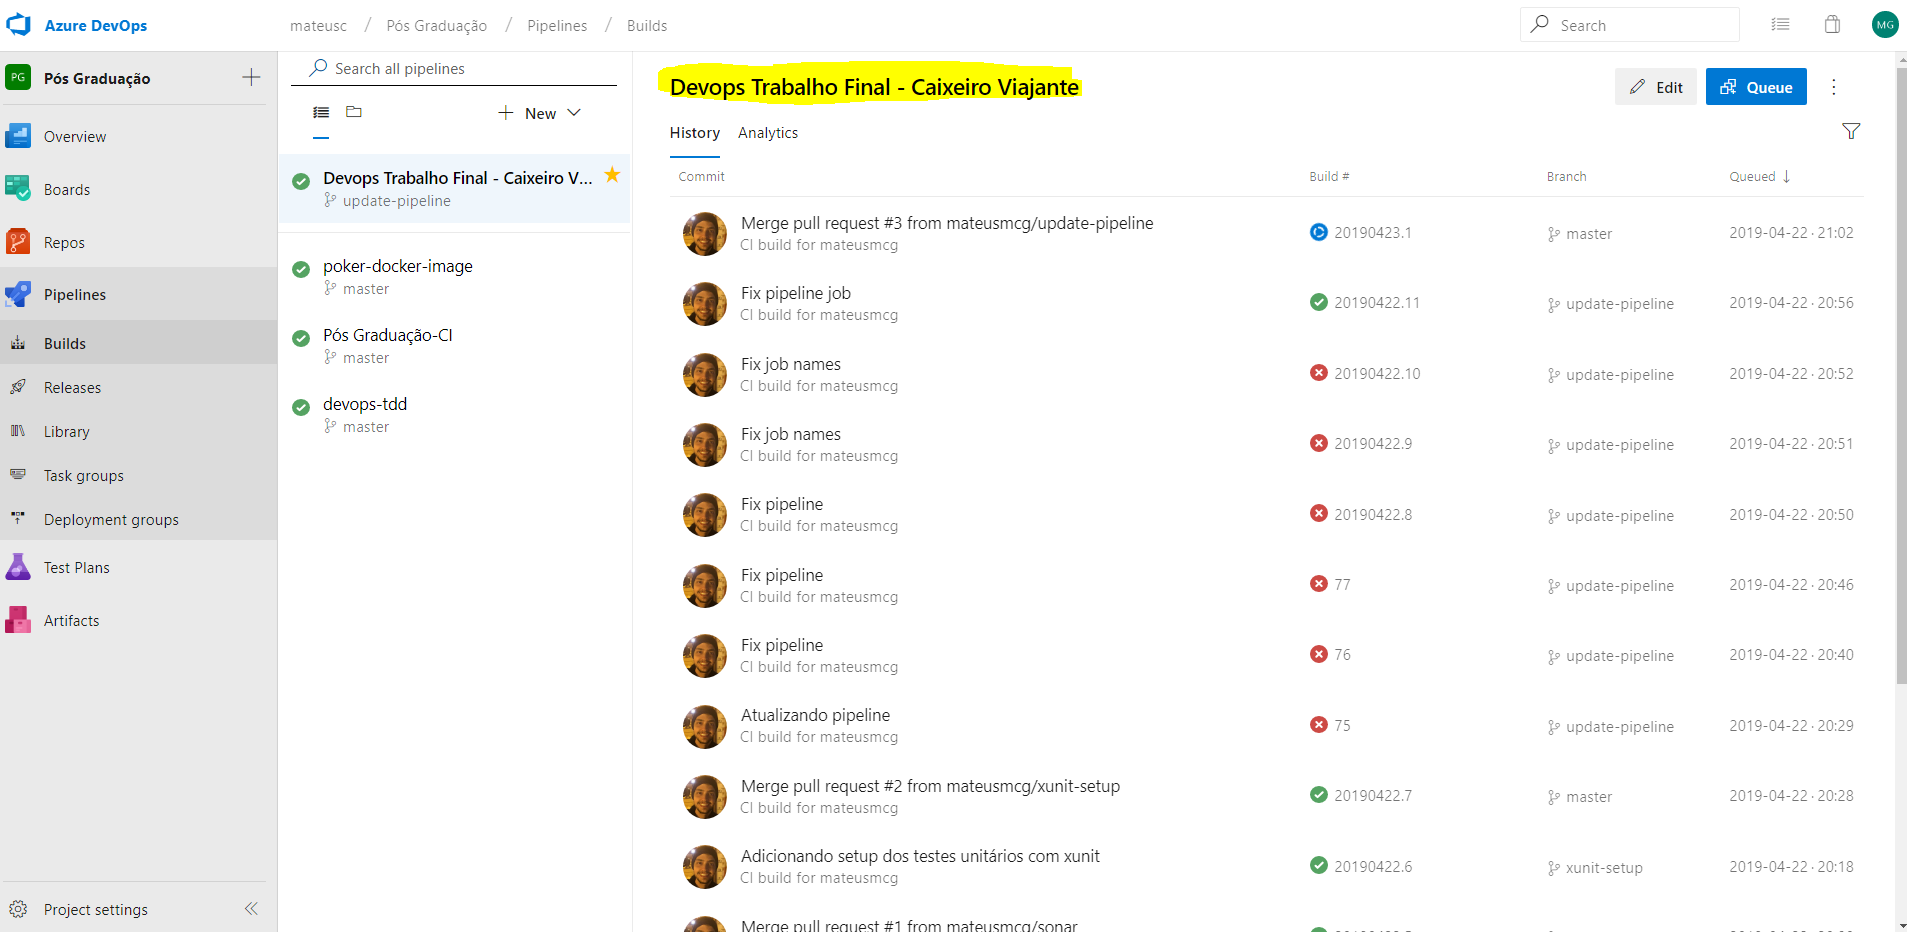 Azure DevOps
mateusc / Pós Graduação / Pipelines / Builds
Search
MG
PG Pós Graduação
Overview
Boards
Repos
Pipelines
Builds
Releases
Library
Task groups
Deployment groups
Test Plans
Artifacts
Project settings
Search all pipelines
New
Devops Trabalho Final - Caixeiro V...
update-pipeline
poker-docker-image
master
Pós Graduação-CI
master
devops-tdd
master
Devops Trabalho Final - Caixeiro Viajante
Edit
Queue
History Analytics
Commit Build # Branch Queued
Merge pull request #3 from mateusmcg/update-pipeline
CI build for mateusmcg
20190423.1 master 2019-04-22 · 21:02
Fix pipeline job
CI build for mateusmcg
20190422.11 update-pipeline 2019-04-22 · 20:56
Fix job names
CI build for mateusmcg
20190422.10 update-pipeline 2019-04-22 · 20:52
Fix job names
CI build for mateusmcg
20190422.9 update-pipeline 2019-04-22 · 20:51
Fix pipeline
CI build for mateusmcg
20190422.8 update-pipeline 2019-04-22 · 20:50
Fix pipeline
CI build for mateusmcg
77 update-pipeline 2019-04-22 · 20:46
Fix pipeline
CI build for mateusmcg
76 update-pipeline 2019-04-22 · 20:40
Atualizando pipeline
CI build for mateusmcg
75 update-pipeline 2019-04-22 · 20:29
Merge pull request #2 from mateusmcg/xunit-setup
CI build for mateusmcg
20190422.7 master 2019-04-22 · 20:28
Adicionando setup dos testes unitários com xunit
CI build for mateusmcg
20190422.6 xunit-setup 2019-04-22 · 20:18
Merge pull request #1 from mateusmcg/sonar